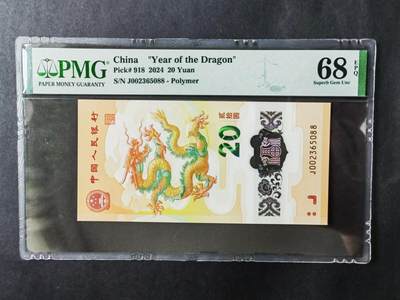 PMG
PAPER MONEY GUARANTY
China "Year of the Dragon"
Pick# 918 2024 20 Yuan
S/N J002365088 - Polymer
68
EPQ
Superb Gem Unc
中国人民银行
贰拾圆
20
J002365088